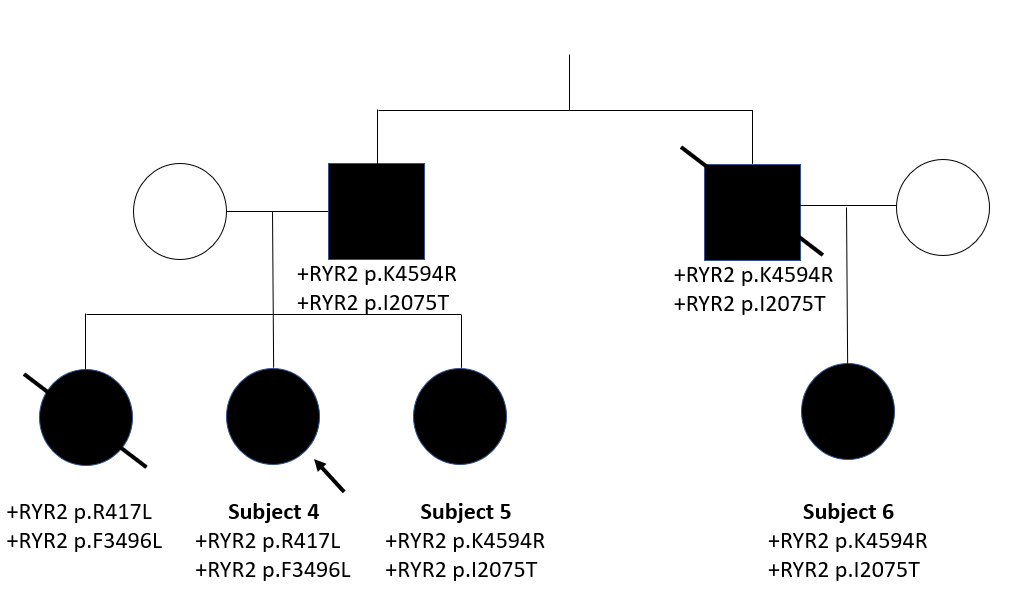 +RYR2 p.K4594R
+RYR2 p.I2075T
+RYR2 p.K4594R
+RYR2 p.I2075T
+RYR2 p.R417L
+RYR2 p.F3496L
Subject 4
+RYR2 p.R417L
+RYR2 p.F3496L
Subject 5
+RYR2 p.K4594R
+RYR2 p.I2075T
Subject 6
+RYR2 p.K4594R
+RYR2 p.I2075T